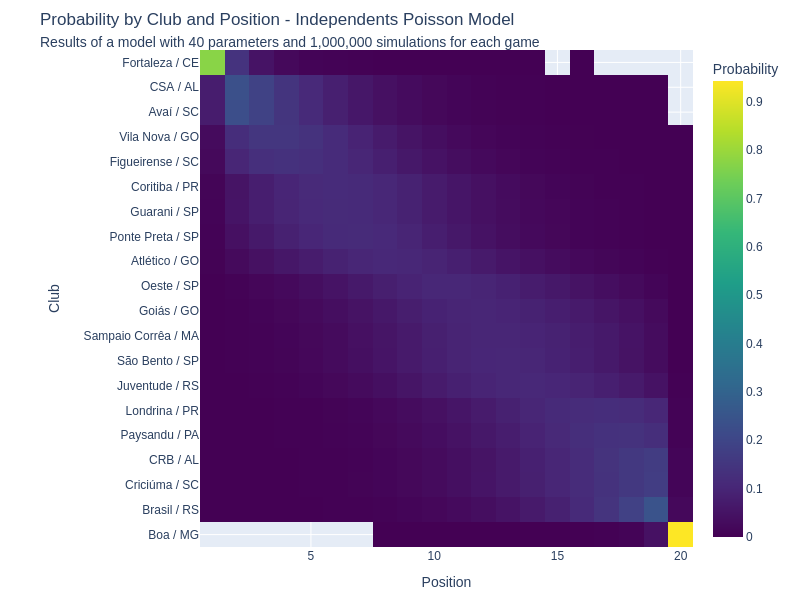 Probability by Club and Position - Independents Poisson Model
Results of a model with 40 parameters and 1,000,000 simulations for each game
Probability
Club
Fortaleza / CE
CSA / AL
Avaí / SC
Vila Nova / GO
Figueirense / SC
Coritiba / PR
Guarani / SP
Ponte Preta / SP
Atlético / GO
Oeste / SP
Goiás / GO
Sampaio Corrêa / MA
São Bento / SP
Juventude / RS
Londrina / PR
Paysandu / PA
CRB / AL
Criciúma / SC
Brasil / RS
Boa / MG
0.9
0.8
0.7
0.6
0.5
0.4
0.3
0.2
0.1
0
5 10 15 20
Position